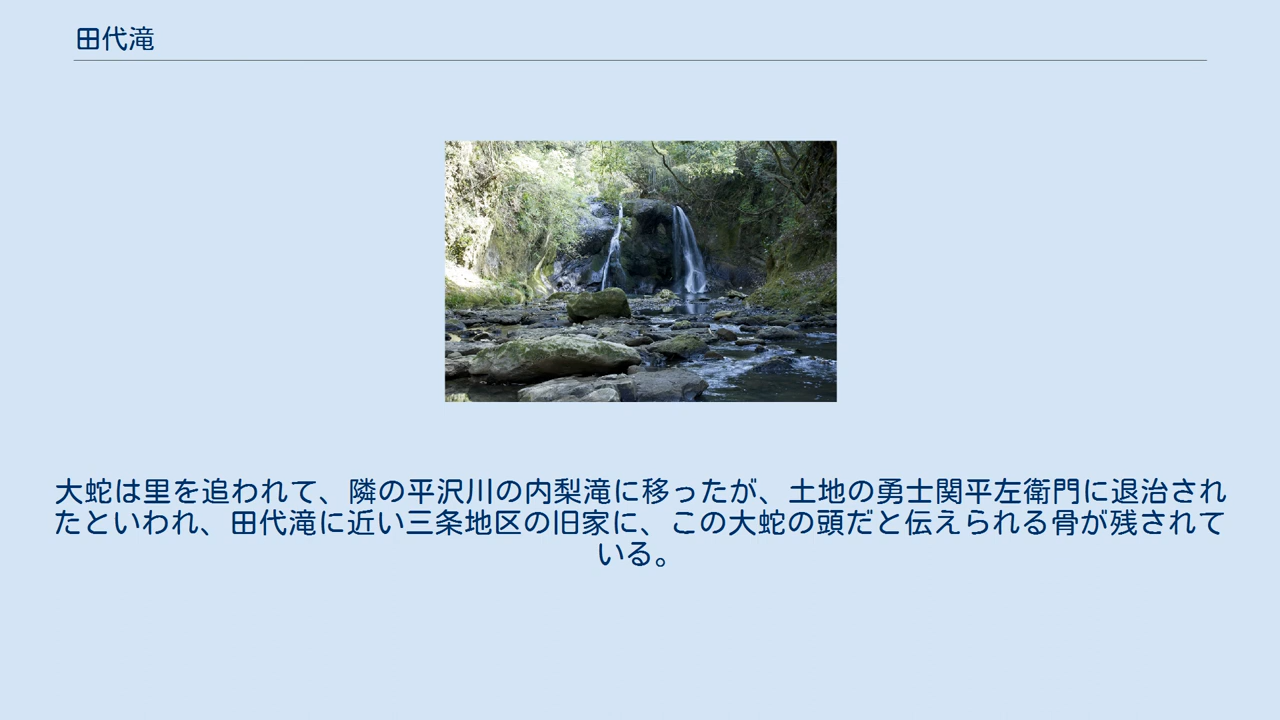 田代滝
大蛇は里を追われて、隣の平沢川の内梨滝に移ったが、土地の勇士関平左衛門に退治され
たといわれ、田代滝に近い三条地区の旧家に、この大蛇の頭だと伝えられる骨が残されて
いる。